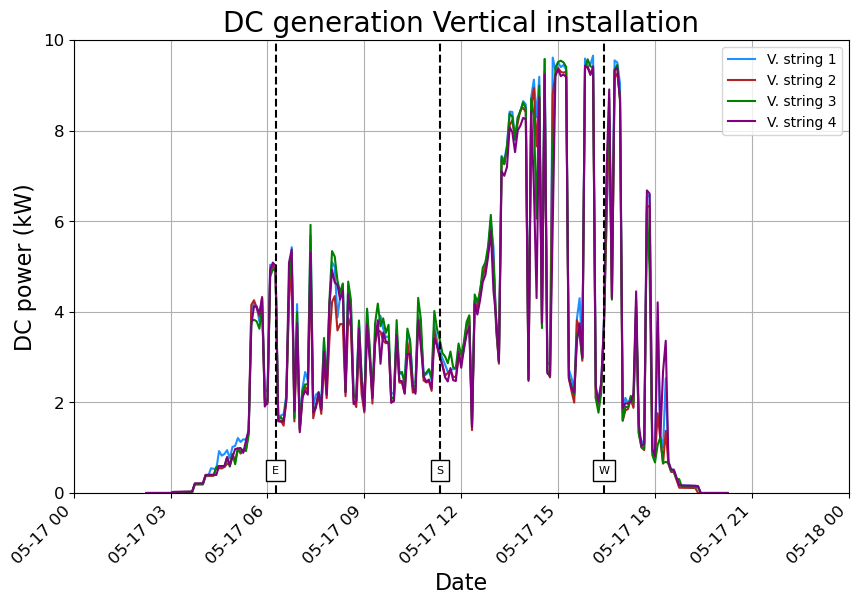 DC generation Vertical installation
DC power (kW)
10
8
6
4
2
0
V. string 1
V. string 2
V. string 3
V. string 4
E
S
W
05-17 00
05-17 03
05-17 06
05-17 09
05-17 12
05-17 15
05-17 18
05-17 21
05-18 00
Date